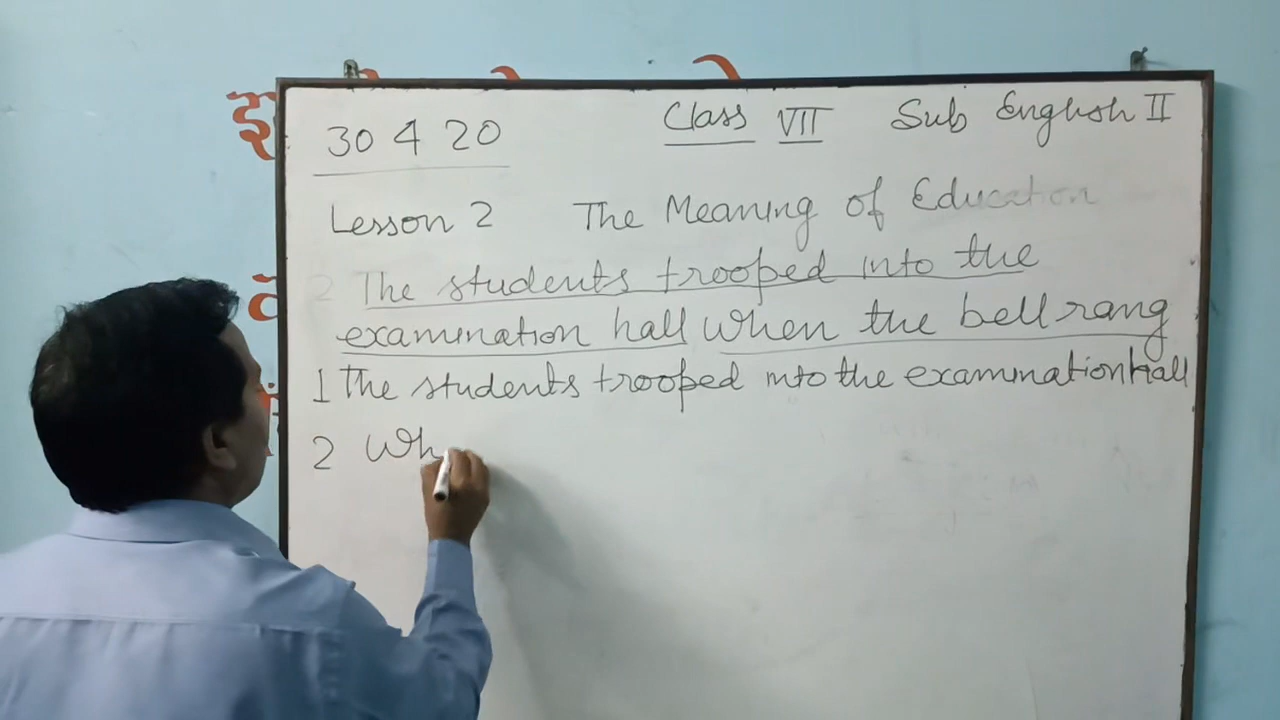 30 4 20 Class VII Sub English II
Lesson 2 The Meaning of Education
2 The students trooped into the
examination hall when the bell rang
1 The students trooped into the examination hall
2 Wh